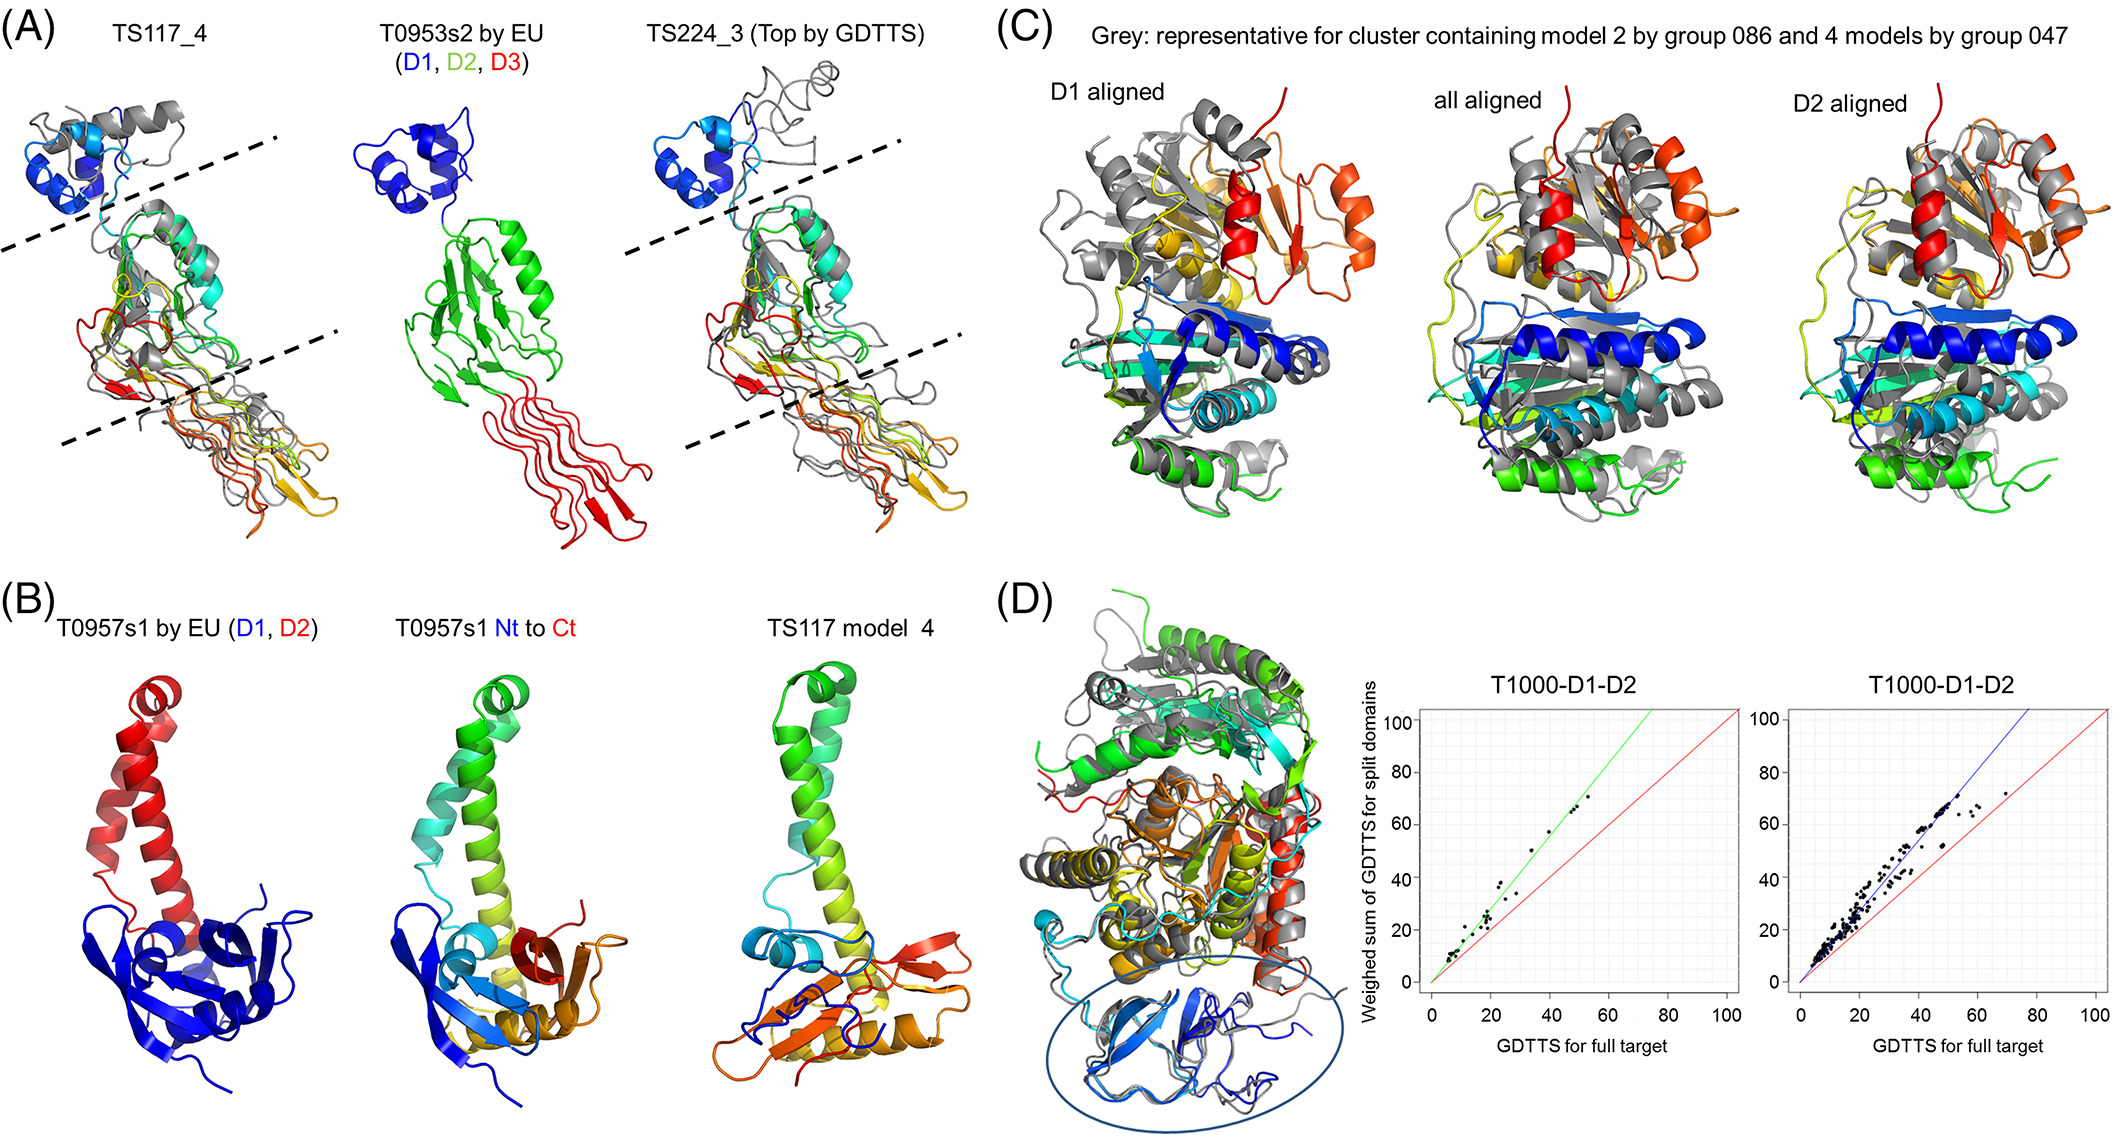 (A)
TS117_4
T0953s2 by EU
(D1, D2, D3)
TS224_3 (Top by GDTTS)
(C)
Grey: representative for cluster containing model 2 by group 086 and 4 models by group 047
D1 aligned
all aligned
D2 aligned
(B)
T0957s1 by EU (D1, D2)
T0957s1 Nt to Ct
TS117 model 4
(D)
T1000-D1-D2
Weighed sum of GDTTS for split domains
100
80
60
40
20
0
0 20 40 60 80 100
GDTTS for full target
T1000-D1-D2
100
80
60
40
20
0
0 20 40 60 80 100
GDTTS for full target